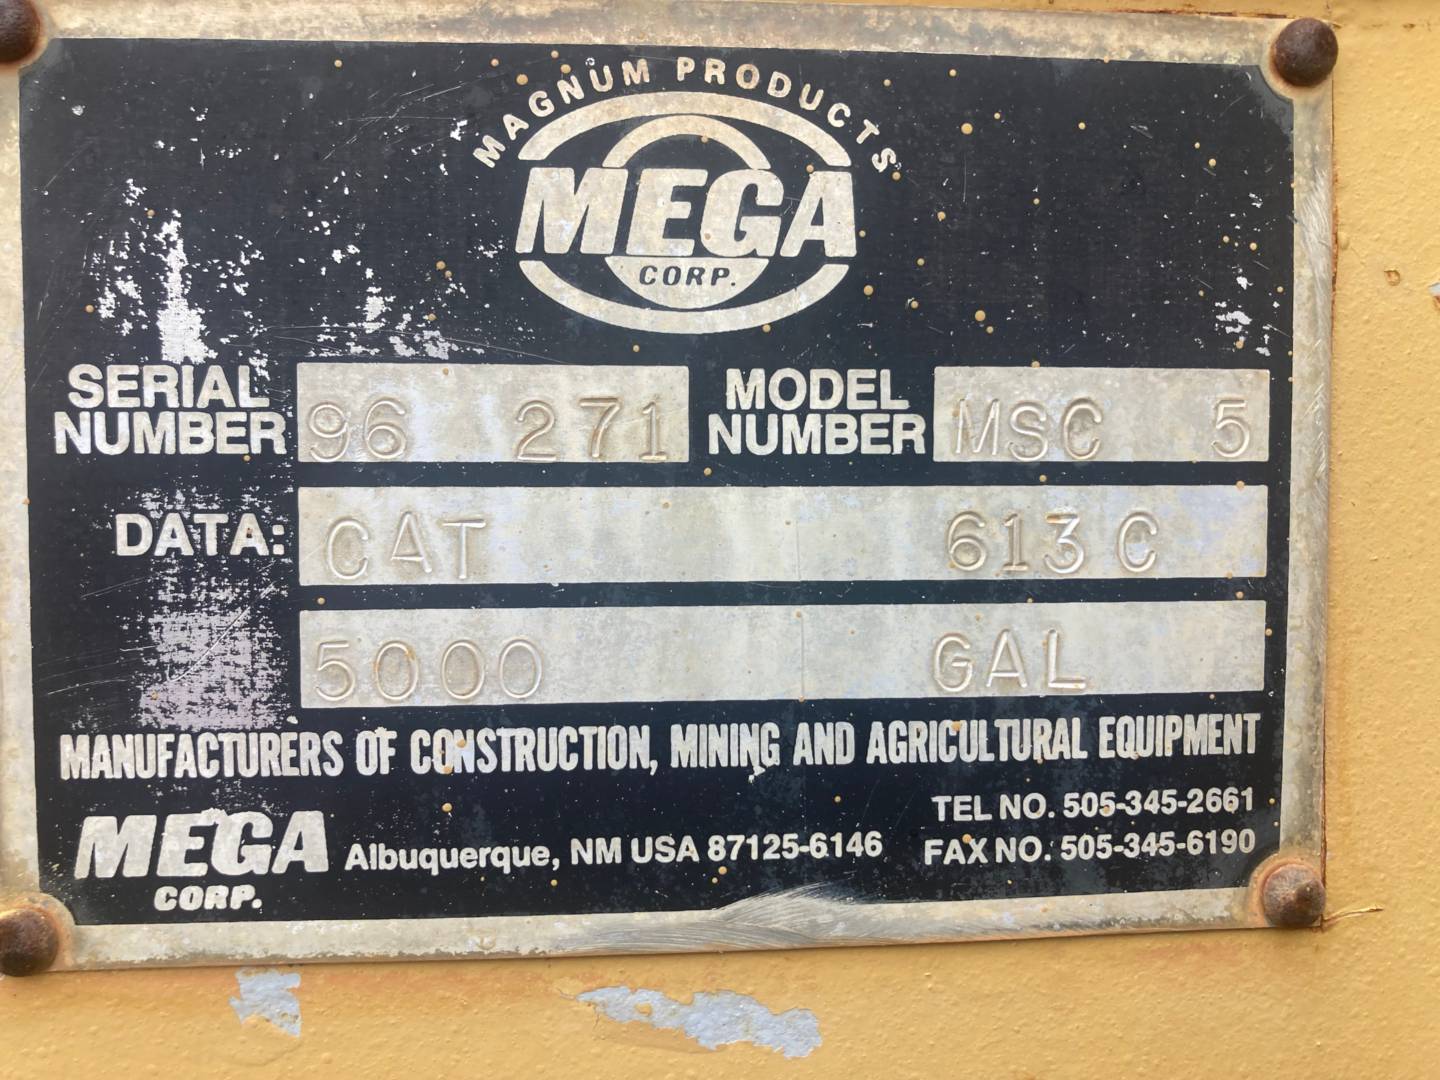 MAGNUM PRODUCTS
MEGA
CORP.
SERIAL NUMBER 96 271 MODEL NUMBER MSC 5
DATA: CAT 613 C
5000 GAL
MANUFACTURERS OF CONSTRUCTION, MINING AND AGRICULTURAL EQUIPMENT
TEL NO. 505-345-2661
MEGA CORP. Albuquerque, NM USA 87125-6146 FAX NO. 505-345-6190